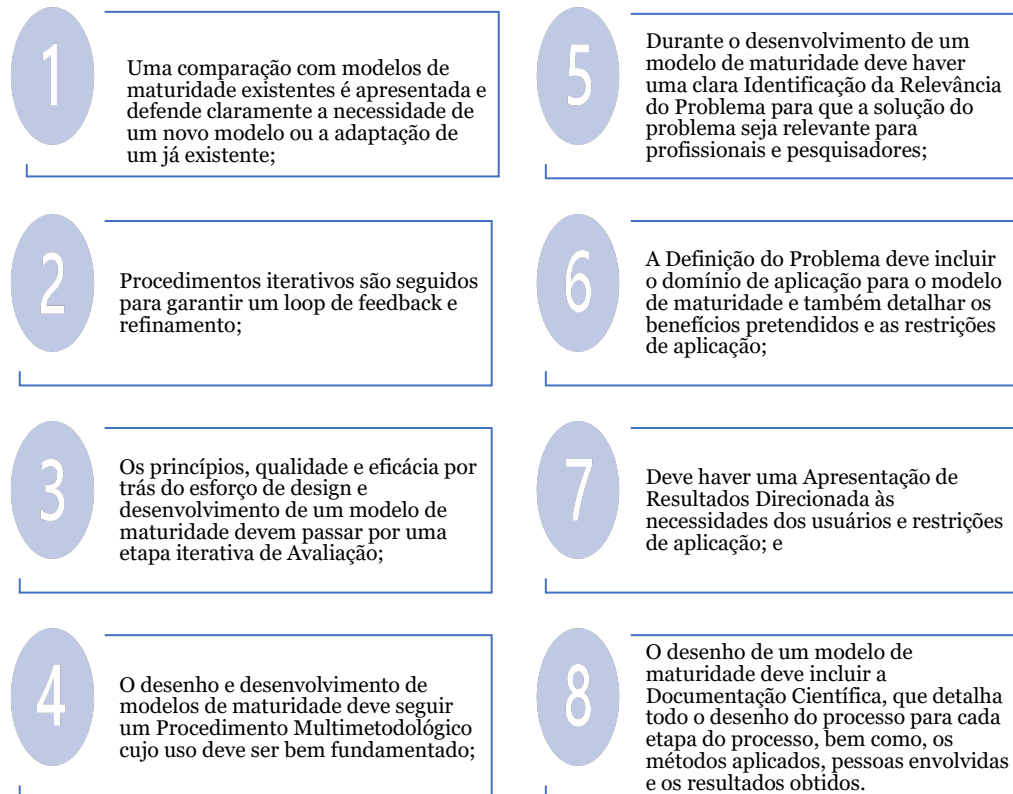 1
Uma comparação com modelos de
maturidade existentes é apresentada e
defende claramente a necessidade de
um novo modelo ou a adaptação de
um já existente;
2
Procedimentos iterativos são seguidos
para garantir um loop de feedback e
refinamento;
3
Os princípios, qualidade e eficácia por
trás do esforço de design e
desenvolvimento de um modelo de
maturidade devem passar por uma
etapa iterativa de Avaliação;
4
O desenho e desenvolvimento de
modelos de maturidade deve seguir
um Procedimento Multimetodológico
cujo uso deve ser bem fundamentado;
5
Durante o desenvolvimento de um
modelo de maturidade deve haver
uma clara Identificação da Relevância
do Problema para que a solução do
problema seja relevante para
profissionais e pesquisadores;
6
A Definição do Problema deve incluir
o domínio de aplicação para o modelo
de maturidade e também detalhar os
benefícios pretendidos e as restrições
de aplicação;
7
Deve haver uma Apresentação de
Resultados Direcionada às
necessidades dos usuários e restrições
de aplicação; e
8
O desenho de um modelo de
maturidade deve incluir a
Documentação Científica, que detalha
todo o desenho do processo para cada
etapa do processo, bem como, os
métodos aplicados, pessoas envolvidas
e os resultados obtidos.